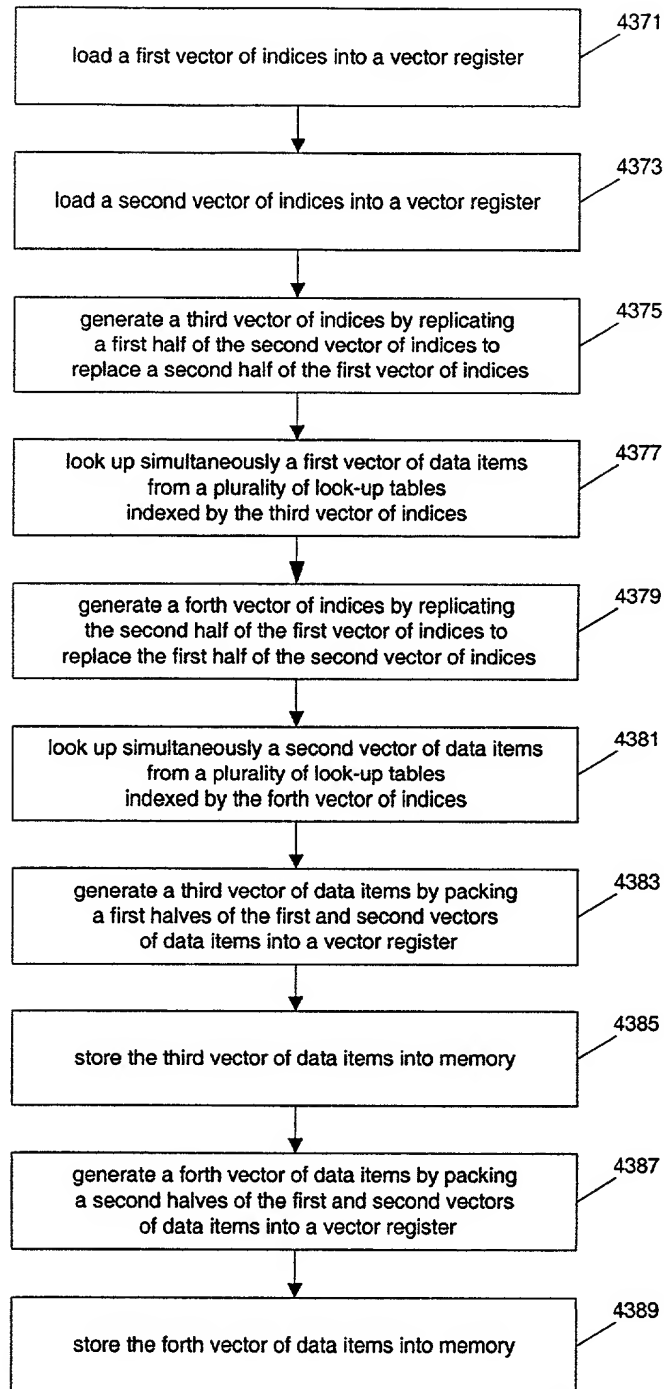 4371
load a first vector of indices into a vector register
4373
load a second vector of indices into a vector register
4375
generate a third vector of indices by replicating
a first half of the second vector of indices to
replace a second half of the first vector of indices
4377
look up simultaneously a first vector of data items
from a plurality of look-up tables
indexed by the third vector of indices
4379
generate a forth vector of indices by replicating
the second half of the first vector of indices to
replace the first half of the second vector of indices
4381
look up simultaneously a second vector of data items
from a plurality of look-up tables
indexed by the forth vector of indices
4383
generate a third vector of data items by packing
a first halves of the first and second vectors
of data items into a vector register
4385
store the third vector of data items into memory
4387
generate a forth vector of data items by packing
a second halves of the first and second vectors
of data items into a vector register
4389
store the forth vector of data items into memory